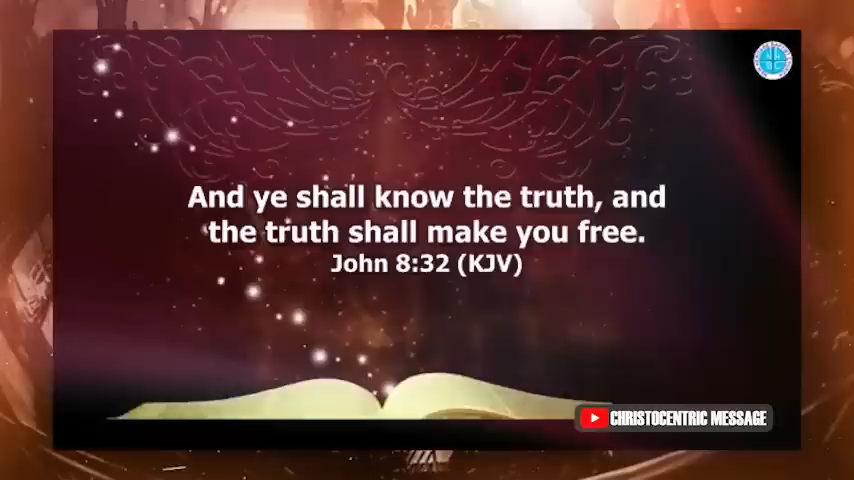 And ye shall know the truth, and
the truth shall make you free.
John 8:32 (KJV)
CHRISTOCENTRIC MESSAGE